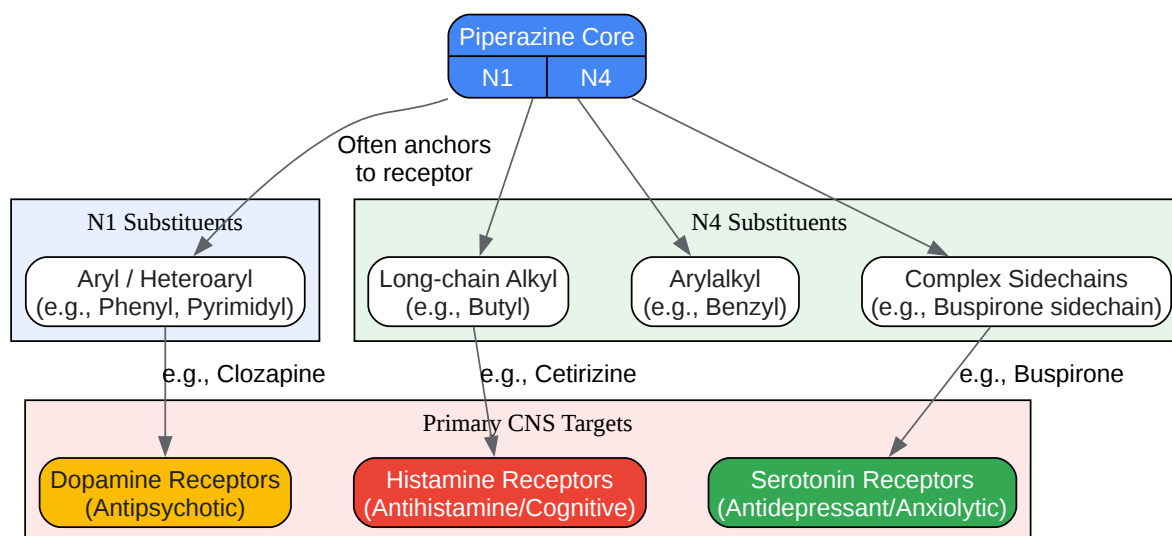 Piperazine Core
N1
N4
Often anchors
to receptor
N1 Substituents
N4 Substituents
Aryl / Heteroaryl
(e.g., Phenyl, Pyrimidyl)
Long-chain Alkyl
(e.g., Butyl)
Arylalkyl
(e.g., Benzyl)
Complex Sidechains
(e.g., Buspirone sidechain)
e.g., Clozapine
e.g., Cetirizine
e.g., Buspirone
Primary CNS Targets
Dopamine Receptors
(Antipsychotic)
Histamine Receptors
(Antihistamine/Cognitive)
Serotonin Receptors
(Antidepressant/Anxiolytic)